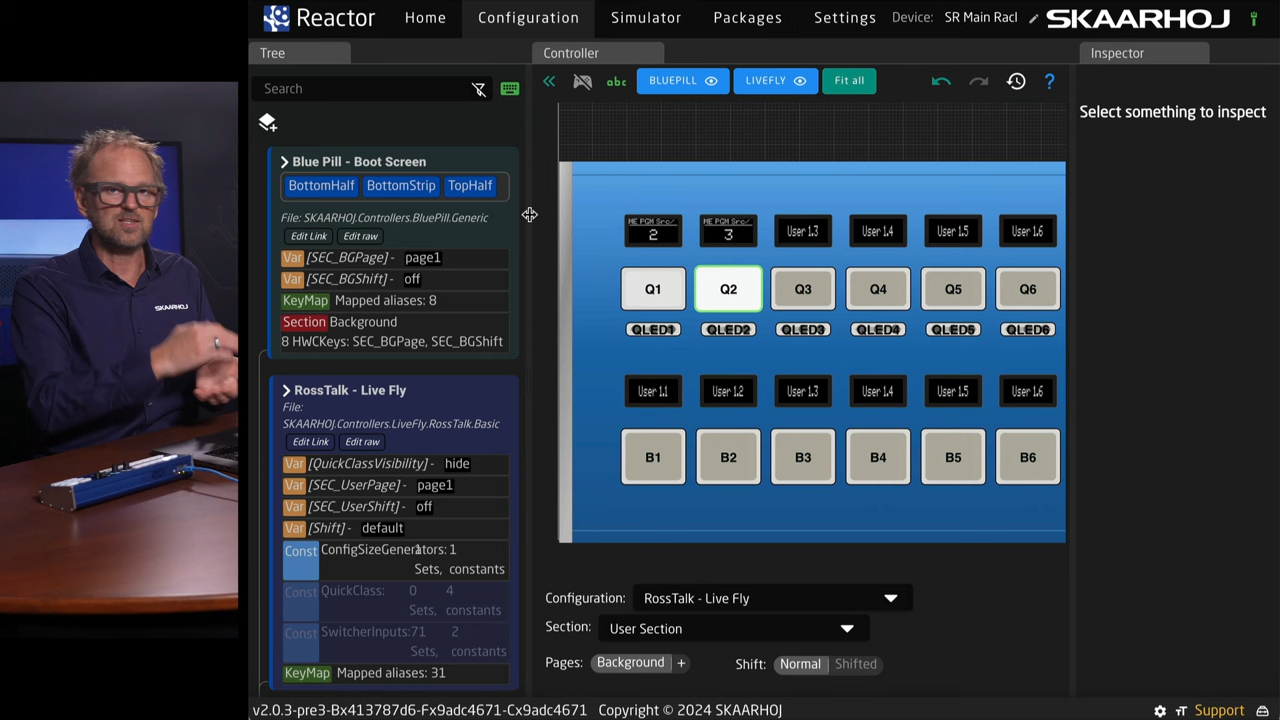 Reactor
Home
Configuration
Simulator
Packages
Settings
Device: SR Main Racl
SKAARHOJ
Tree
Controller
Inspector
Search
abc
BLUEPILL
LIVEFLY
Fit all
?
Select something to inspect
Blue Pill - Boot Screen
BottomHalf BottomStrip TopHalf
File: SKAARHOJ.Controllers.BluePill.Generic
Edit Link Edit raw
Var [SEC_BGPage] - page1
Var [SEC_BGShift] - off
KeyMap Mapped aliases: 8
Section Background
8 HWCKeys: SEC_BGPage, SEC_BGShift
RossTalk - Live Fly
File:
SKAARHOJ.Controllers.LiveFly.RossTalk.Basic
Edit Link Edit raw
Var [QuickClassVisibility] - hide
Var [SEC_UserPage] - page1
Var [SEC_UserShift] - off
Var [Shift] - default
Const ConfigSizeGenerators: 1 1
Sets, constants
Const QuickClass: 0 4
Sets, constants
Const SwitcherInputs: 71 2
Sets, constants
KeyMap Mapped aliases: 31
ME PGM Src/ ME PGM Src/
2 3 User 1.3 User 1.4 User 1.5 User 1.6
Q1 Q2 Q3 Q4 Q5 Q6
QLED1 QLED2 QLED3 QLED4 QLED5 QLED6
User 1.1 User 1.2 User 1.3 User 1.4 User 1.5 User 1.6
B1 B2 B3 B4 B5 B6
Configuration: RossTalk - Live Fly
Section: User Section
Pages: Background + Shift: Normal Shifted
SKAARHOJ
v2.0.3-pre3-Bx413787d6-Fx9adc4671-Cx9adc4671 Copyright © 2024 SKAARHOJ
Support